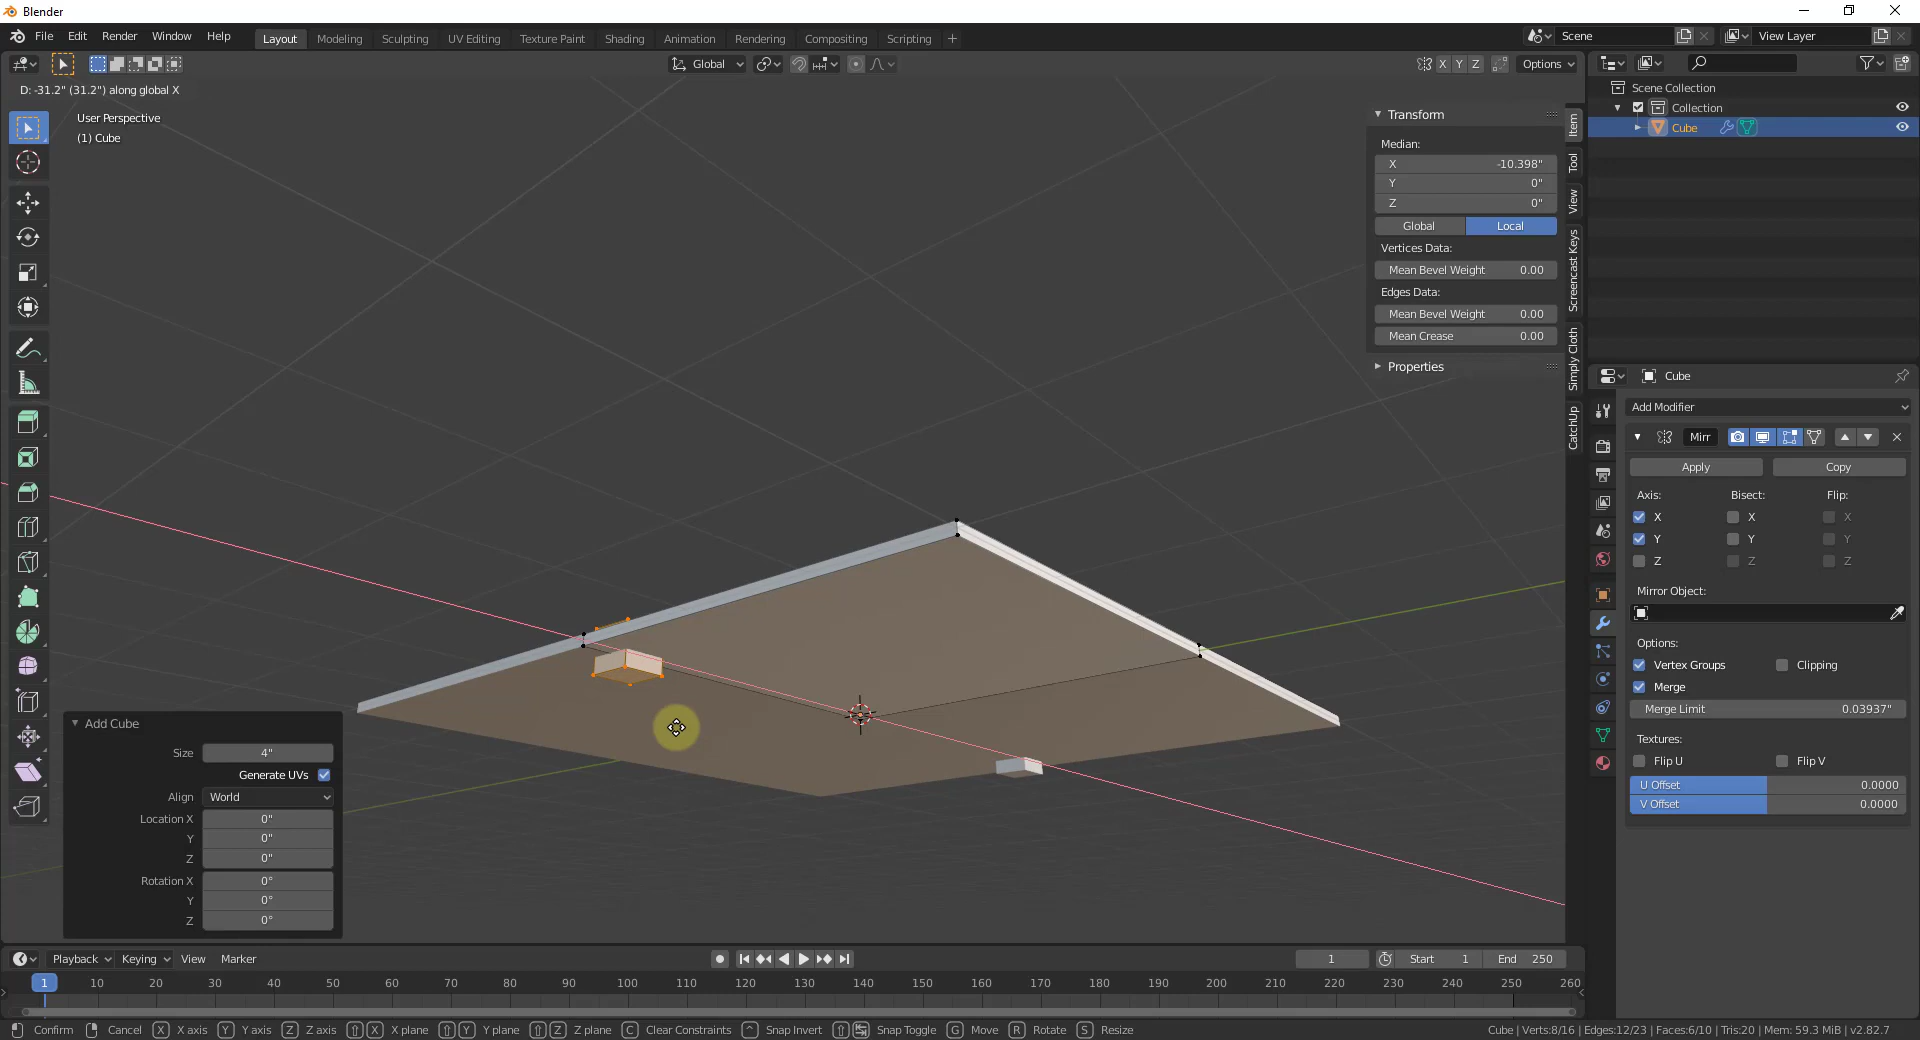 Blender
File Edit Render Window Help Layout Modeling Sculpting UV Editing Texture Paint Shading Animation Rendering Compositing Scripting + Scene View Layer
Global X Y Z Options
D: -31.2" (31.2") along global X
User Perspective
(1) Cube
Transform
Median:
X -10.398"
Y 0"
Z 0"
Global Local
Vertices Data:
Mean Bevel Weight 0.00
Edges Data:
Mean Bevel Weight 0.00
Mean Crease 0.00
Properties
Item
Tool
View
Screencast Keys
Simply Cloth
CatchUp
Scene Collection
Collection
Cube
Cube
Add Modifier
Mirr
Apply Copy
Axis: Bisect: Flip:
X X X
Y Y Y
Z Z Z
Mirror Object:
Options:
Vertex Groups Clipping
Merge
Merge Limit 0.03937"
Textures:
Flip U Flip V
U Offset 0.0000
V Offset 0.0000
Add Cube
Size 4"
Generate UVs
Align World
Location X 0"
Y 0"
Z 0"
Rotation X 0°
Y 0°
Z 0°
Playback Keying View Marker 1 Start 1 End 250
1 10 20 30 40 50 60 70 80 90 100 110 120 130 140 150 160 170 180 190 200 210 220 230 240 250 260
Confirm Cancel X X axis Y Y axis Z Z axis X X plane Y Y plane Z Z plane C Clear Constraints Snap Invert Snap Toggle G Move R Rotate S Resize Cube | Verts:8/16 | Edges:12/23 | Faces:6/10 | Tris:20 | Mem: 59.3 MiB | v2.82.7